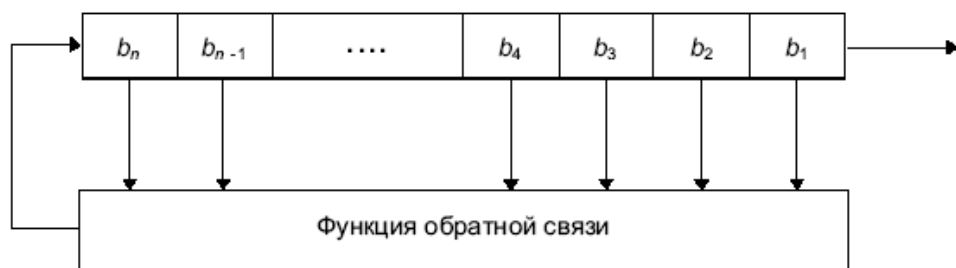 bₙ bₙ₋₁ .... b₄ b₃ b₂ b₁
Функция обратной связи